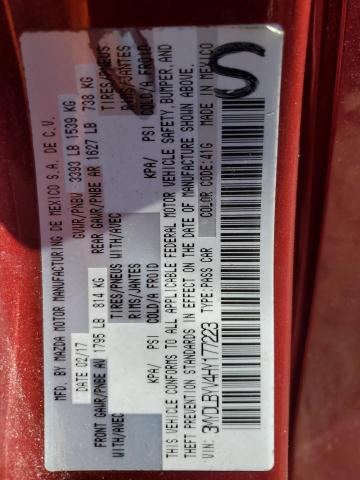 MFD. BY MAZDA MOTOR MANUFACTURING DE MEXICO S.A. DE C.V.
DATE 02/17 GVWR/PNBV 3393 LB 1539 KG
FRONT GAWR/PNBE AV 1795 LB 814 KG REAR GAWR/PNBE AR 1627 LB 738 KG
WITH/AVEC TIRES/PNEUS WITH/AVEC TIRES/PNEUS
RIMS/JANTES RIMS/JANTES
KPA/ PSI COLD/A FROID KPA/ PSI COLD/A FROID
THIS VEHICLE CONFORMS TO ALL APPLICABLE FEDERAL MOTOR VEHICLE SAFETY, BUMPER, AND
THEFT PREVENTION STANDARDS IN EFFECT ON THE DATE OF MANUFACTURE SHOWN ABOVE.
VIN: 3MYDLBYV4HY177223 TYPE:PASS CAR COLOR CODE:41G MADE IN MEXICO
S